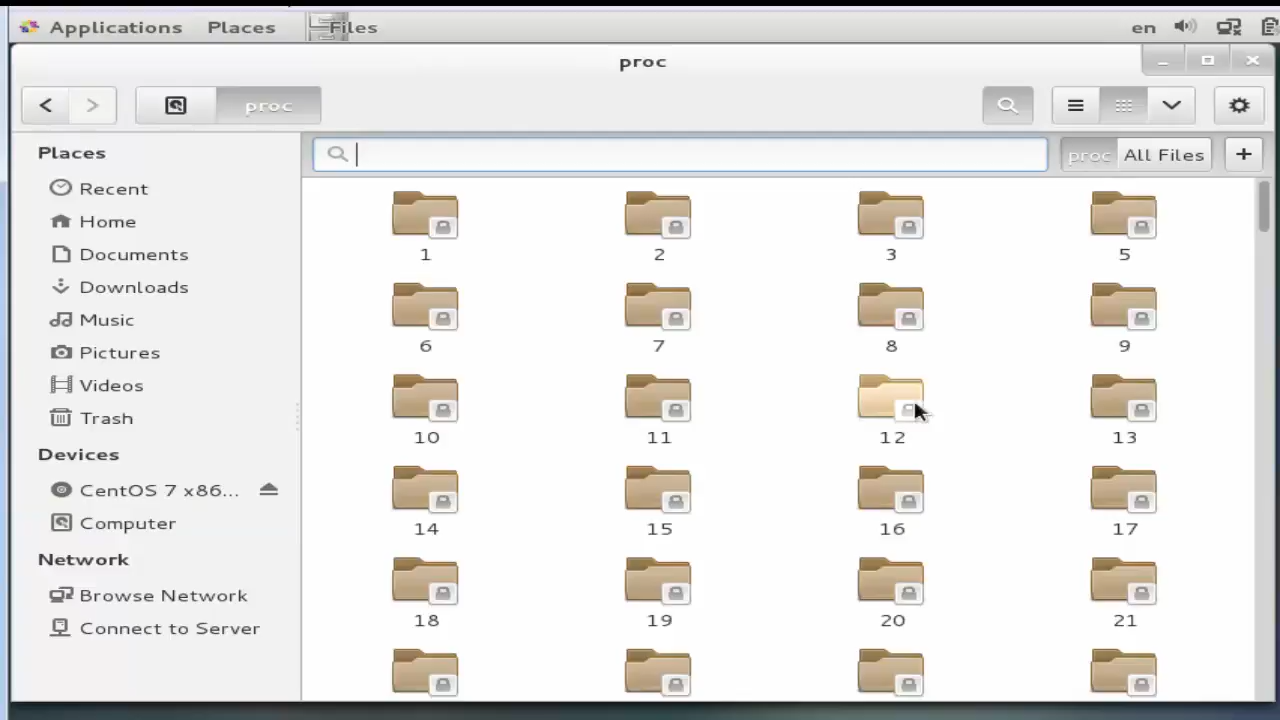 Applications Places Files en
proc
proc
proc All Files
Places
Recent
Home
Documents
Downloads
Music
Pictures
Videos
Trash
Devices
CentOS 7 x86...
Computer
Network
Browse Network
Connect to Server
1 2 3 5
6 7 8 9
10 11 12 13
14 15 16 17
18 19 20 21